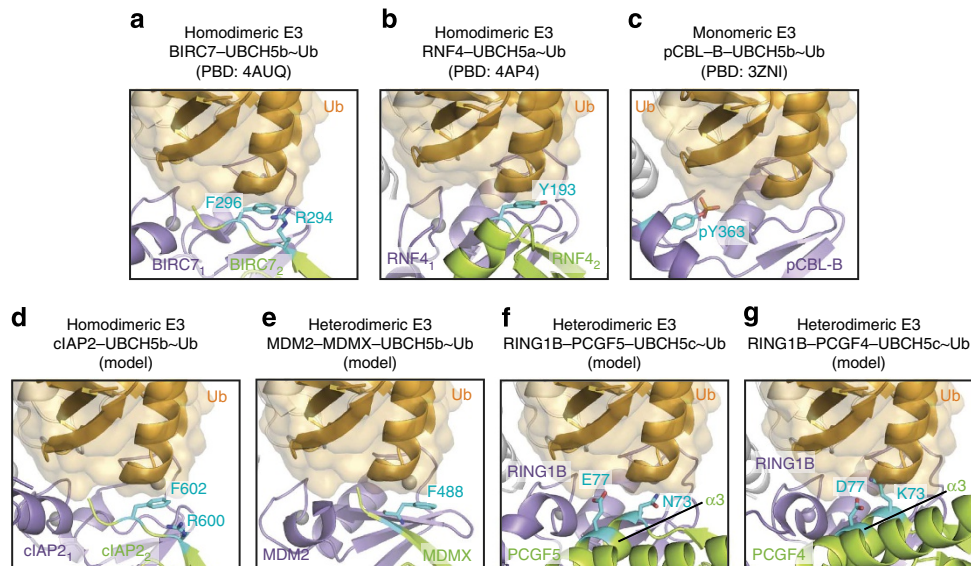 a
Homodimeric E3
BIRC7–UBCH5b~Ub
(PDB: 4AUQ)
Ub
F296
R294
BIRC7₁
BIRC7₂
b
Homodimeric E3
RNF4–UBCH5a~Ub
(PBD: 4AP4)
Ub
Y193
RNF4₁
RNF4₂
c
Monomeric E3
pCBL–B–UBCH5b~Ub
(PBD: 3ZNI)
Ub
pY363
pCBL-B
d
Homodimeric E3
cIAP2–UBCH5b~Ub
(model)
Ub
F602
R600
cIAP2₁
cIAP2₂
e
Heterodimeric E3
MDM2–MDMX–UBCH5b~Ub
(model)
Ub
F488
MDM2
MDMX
f
Heterodimeric E3
RING1B–PCGF5–UBCH5c~Ub
(model)
Ub
RING1B
E77
N73
α3
PCGF5
g
Heterodimeric E3
RING1B–PCGF4–UBCH5c~Ub
(model)
Ub
RING1B
D77
K73
α3
PCGF4